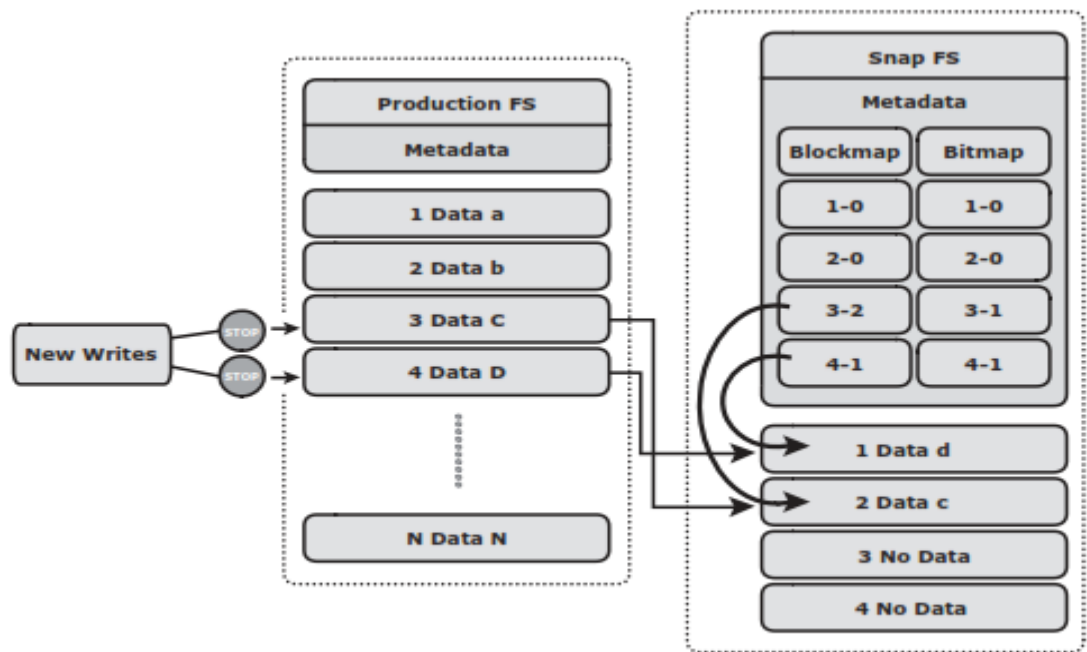 New Writes
STOP
STOP
Production FS
Metadata
1 Data a
2 Data b
3 Data C
4 Data D
N Data N
Snap FS
Metadata
Blockmap Bitmap
1-0 1-0
2-0 2-0
3-2 3-1
4-1 4-1
1 Data d
2 Data c
3 No Data
4 No Data